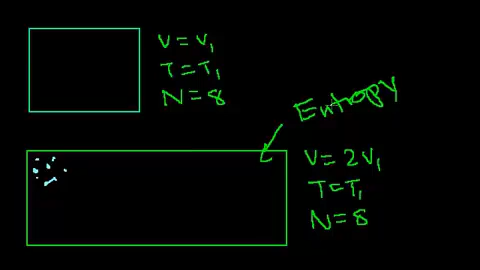 V = V₁
T = T₁
N = 8
Entropy
V = 2V₁
T = T₁
N = 8